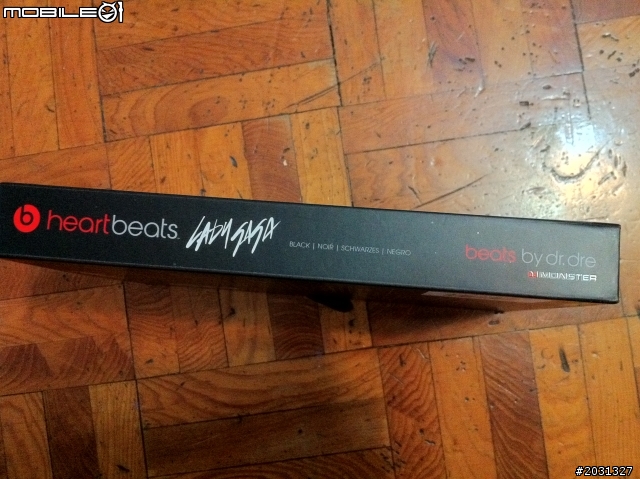 MOBILE01
b heartbeats LADY GAGA
BLACK | NOIR | SCHWARZES | NEGRO
beats by dr. dre
MONSTER
#2031327